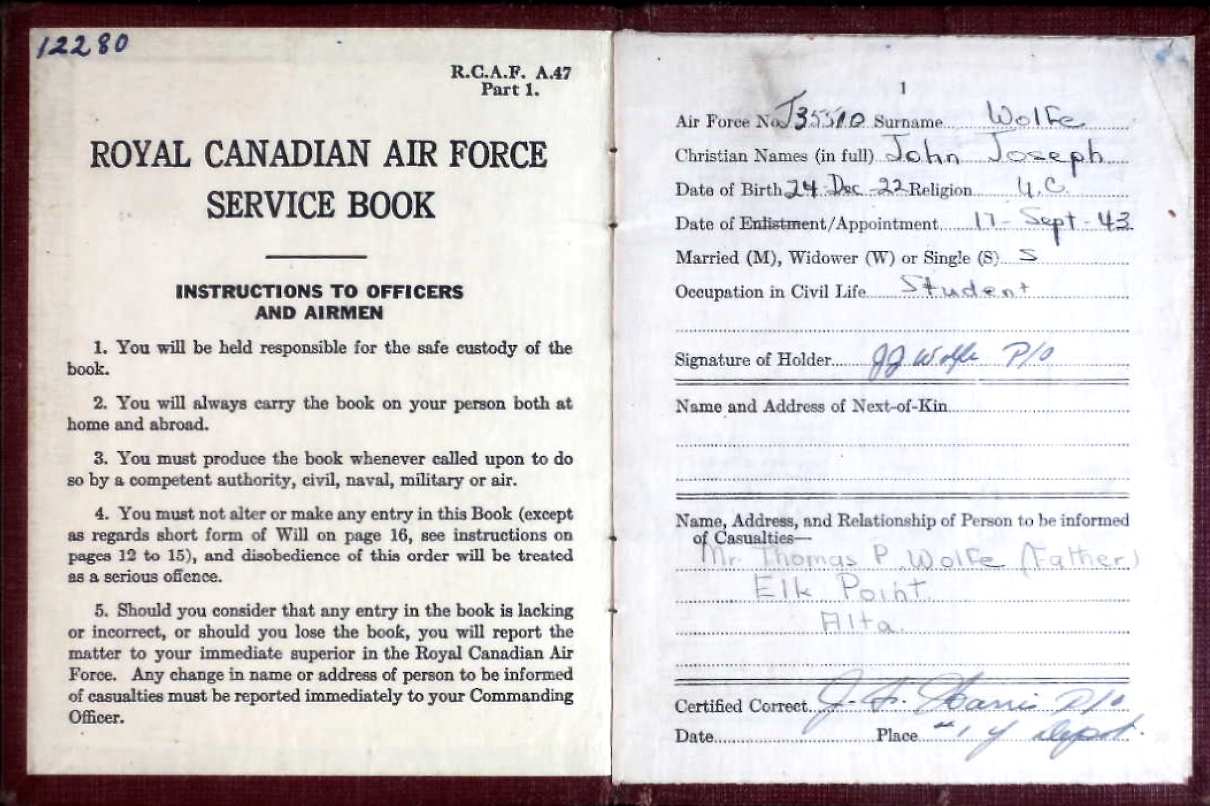 12280
R.C.A.F. A.47
Part 1.
ROYAL CANADIAN AIR FORCE
SERVICE BOOK
INSTRUCTIONS TO OFFICERS
AND AIRMEN
1. You will be held responsible for the safe custody of the
book.
2. You will always carry the book on your person both at
home and abroad.
3. You must produce the book whenever called upon to do
so by a competent authority, civil, naval, military or air.
4. You must not alter or make any entry in this Book (except
as regards short form of Will on page 16, see instructions on
pages 12 to 15), and disobedience of this order will be treated
as a serious offence.
5. Should you consider that any entry in the book is lacking
or incorrect, or should you lose the book, you will report the
matter to your immediate superior in the Royal Canadian Air
Force. Any change in name or address of person to be informed
of casualties must be reported immediately to your Commanding
Officer.
1
Air Force No. J35510 Surname Wolfe
Christian Names (in full) John Joseph
Date of Birth 24-Dec-22 Religion U.C.
Date of Enlistment/Appointment 17-Sept-43
Married (M), Widower (W) or Single (S) S
Occupation in Civil Life Student
Signature of Holder JJ Wolfe P/O
Name and Address of Next-of-Kin
Name, Address, and Relationship of Person to be informed
of Casualties—
Mr Thomas P. Wolfe (Father)
Elk Point
Alta.
Certified Correct J. F. Harris P/O
Date Place #1 Y Depot.